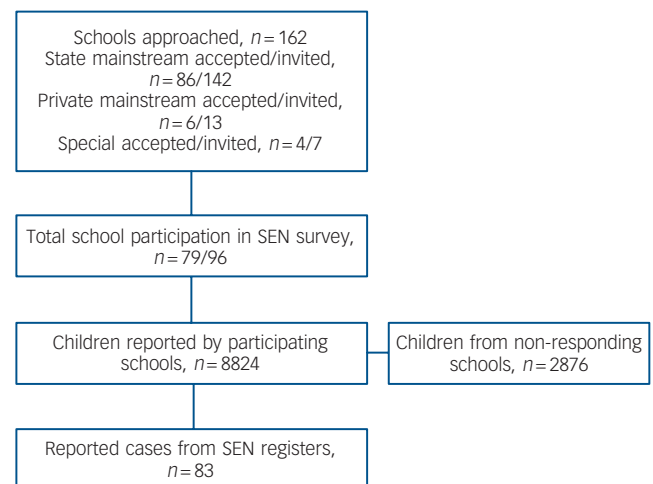 Schools approached, n = 162
State mainstream accepted/invited,
n = 86/142
Private mainstream accepted/invited,
n = 6/13
Special accepted/invited, n = 4/7
Total school participation in SEN survey,
n = 79/96
Children reported by participating
schools, n = 8824
Children from non-responding
schools, n = 2876
Reported cases from SEN registers,
n = 83